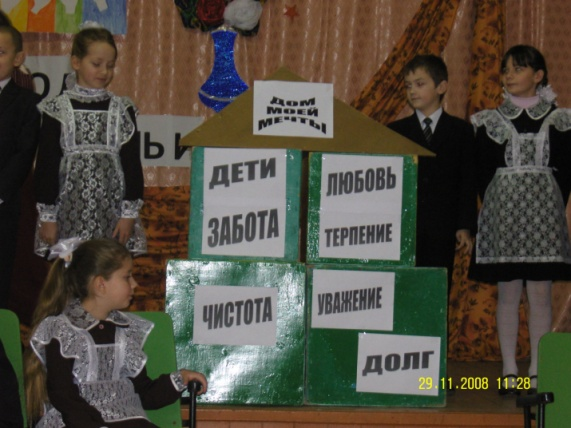 ДОМ
МОЕЙ
МЕЧТЫ
ДЕТИ
ЗАБОТА
ЛЮБОВЬ
ТЕРПЕНИЕ
ЧИСТОТА
УВАЖЕНИЕ
ДОЛГ
29.11.2008 11:28